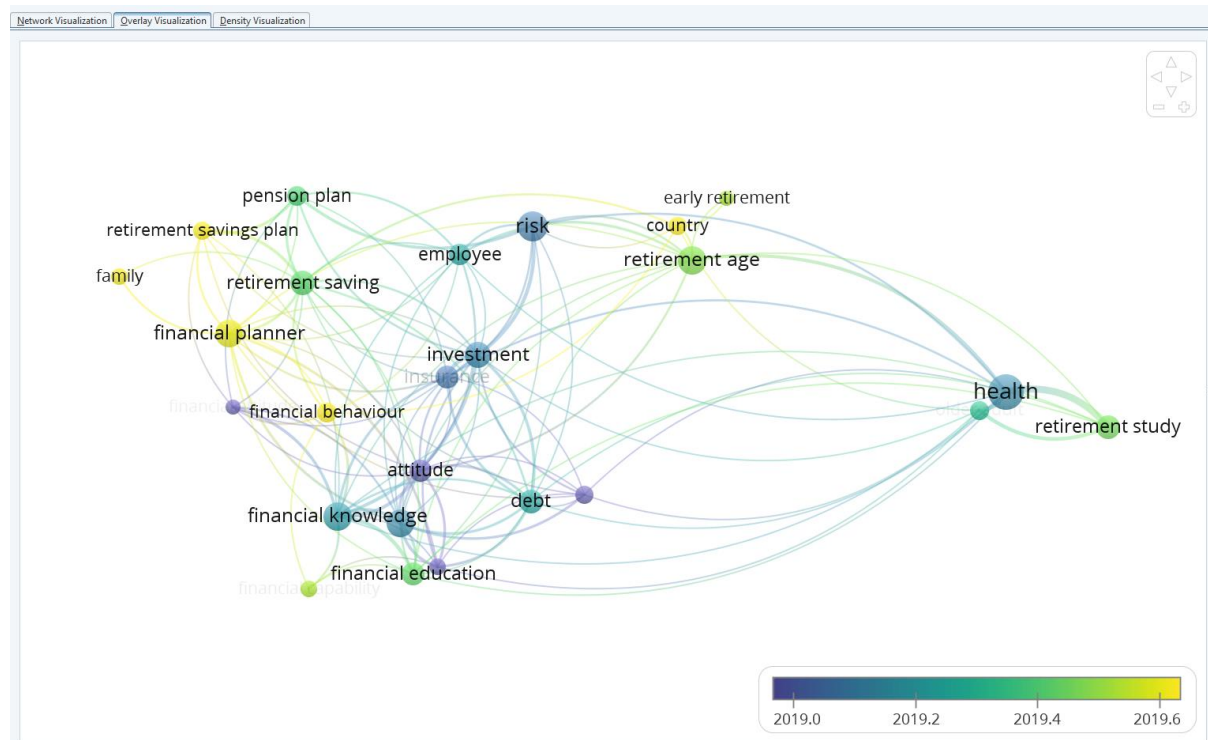 Network Visualization
Overlay Visualization
Density Visualization
pension plan
early retirement
retirement savings plan
risk
country
employee
retirement age
family
retirement saving
financial planner
investment
insurance
health
financial behaviour
retirement study
attitude
debt
financial knowledge
financial education
financial capability
2019.0
2019.2
2019.4
2019.6